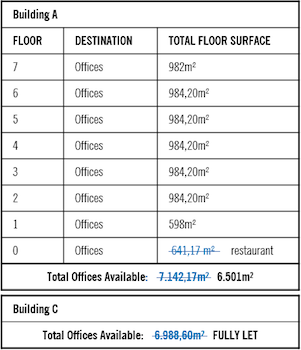 Building A
FLOOR DESTINATION TOTAL FLOOR SURFACE
7 Offices 982m²
6 Offices 984,20m²
5 Offices 984,20m²
4 Offices 984,20m²
3 Offices 984,20m²
2 Offices 984,20m²
1 Offices 598m²
0 Offices 641,17 m² restaurant
Total Offices Available: 7.142,17m² 6.501m²
Building C
Total Offices Available: 6.988,60m² FULLY LET